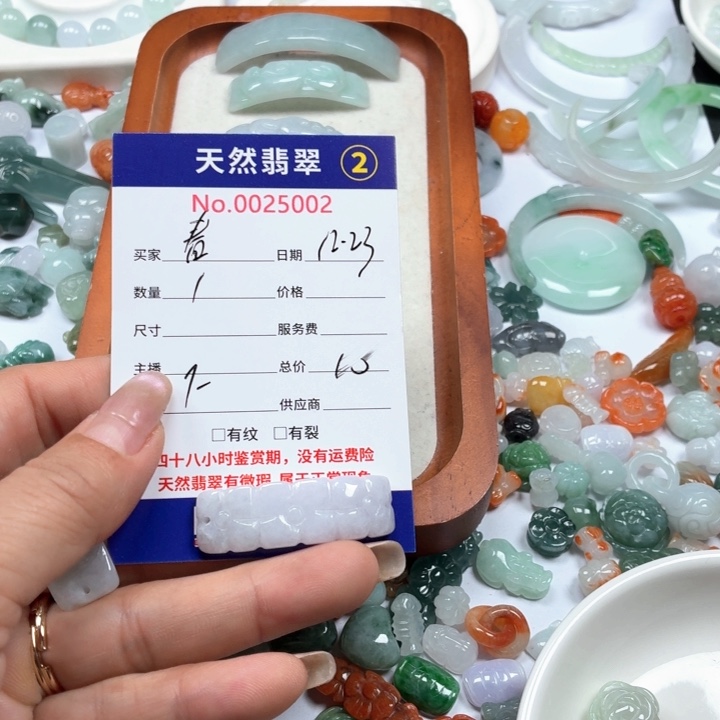 天然翡翠 2
No.0025002
买家 春 日期 12-23
数量 1 价格
尺寸 服务费
主播 总价
供应商
□有纹 □有裂
四十八小时鉴赏期，没有运费险
天然翡翠有微瑕,属于正常现象